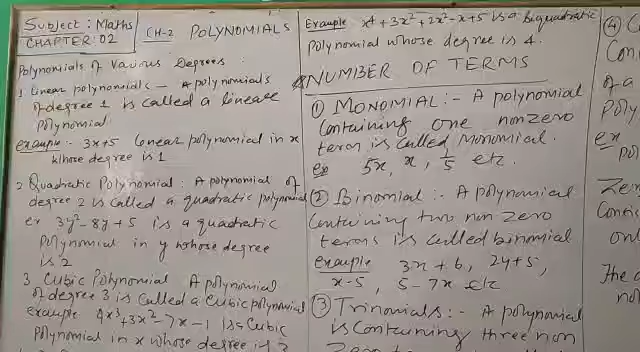 Subject : Maths
CHAPTER : 02
CH-2 POLYNOMIALS
Polynomials of Various Degrees
1 Linear polynomials - A polynomials
of degree 1 is called a lineare
Polynomial
example 3x+5 linear polynomial in x
whose degree is 1
2 Quadratic Polynomial : A polynomial of
degree 2 is called a quadratic polynomial
ex 3y²-8y+5 is a quadratic
Polynomial in y whose degree
is 2
3 Cubic Polynomial A polynomial
of degree 3 is called a Cubic polynomial
example 4x³+3x²-7x-1 is Cubic
Polynomial in x whose degree is 3
Example x⁴+3x²+2x²-x+5 is a biquadratic
Polynomial whose degree is 4.
NUMBER OF TERMS
① MONOMIAL :- A polynomial
Containing one nonzero
term is called Monomial.
ex 5x, x, 1/5 etc.
② Binomial :- A polynomial
Containing two non zero
terms is called binomial
example 3x+6, 2y+5,
x-5, 5-7x etc
③ Trinomials :- A polynomial
is Containing three non
④
of a
Poly
ex
Pol
Zer